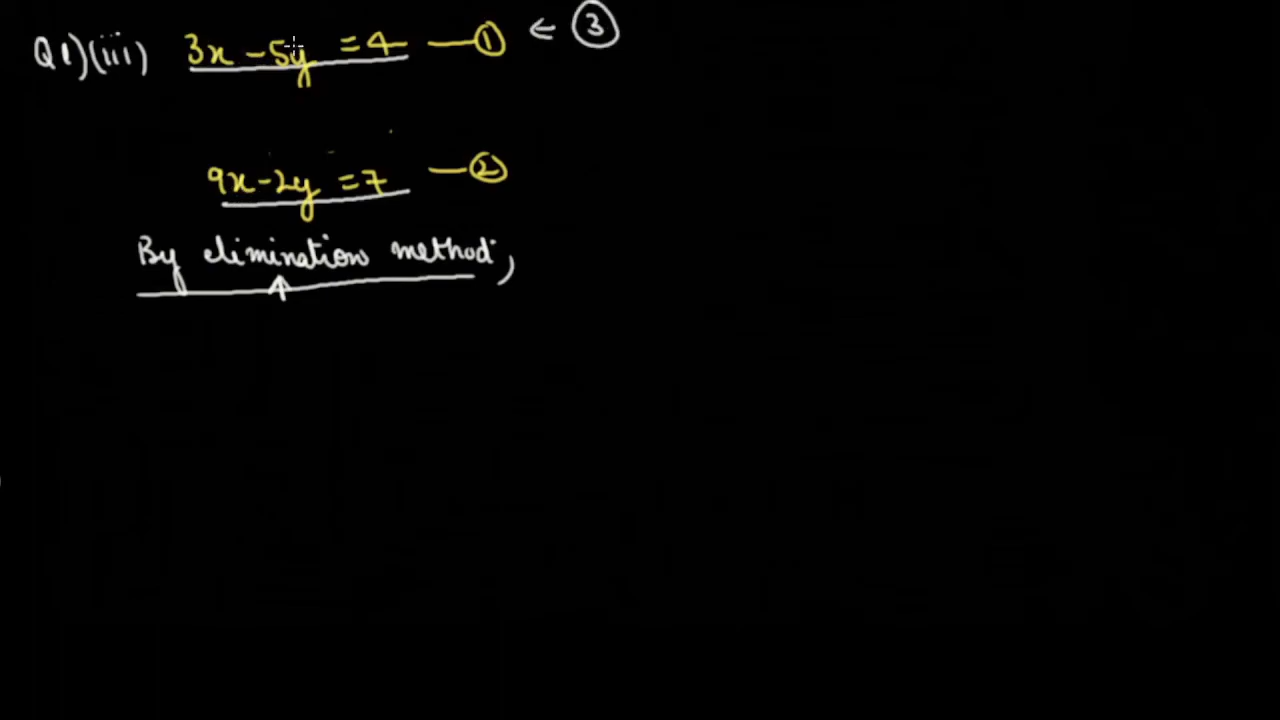 Q1)(iii) 3x - 5y = 4 — ① ← ③
9x - 2y = 7 — ②
By elimination method,